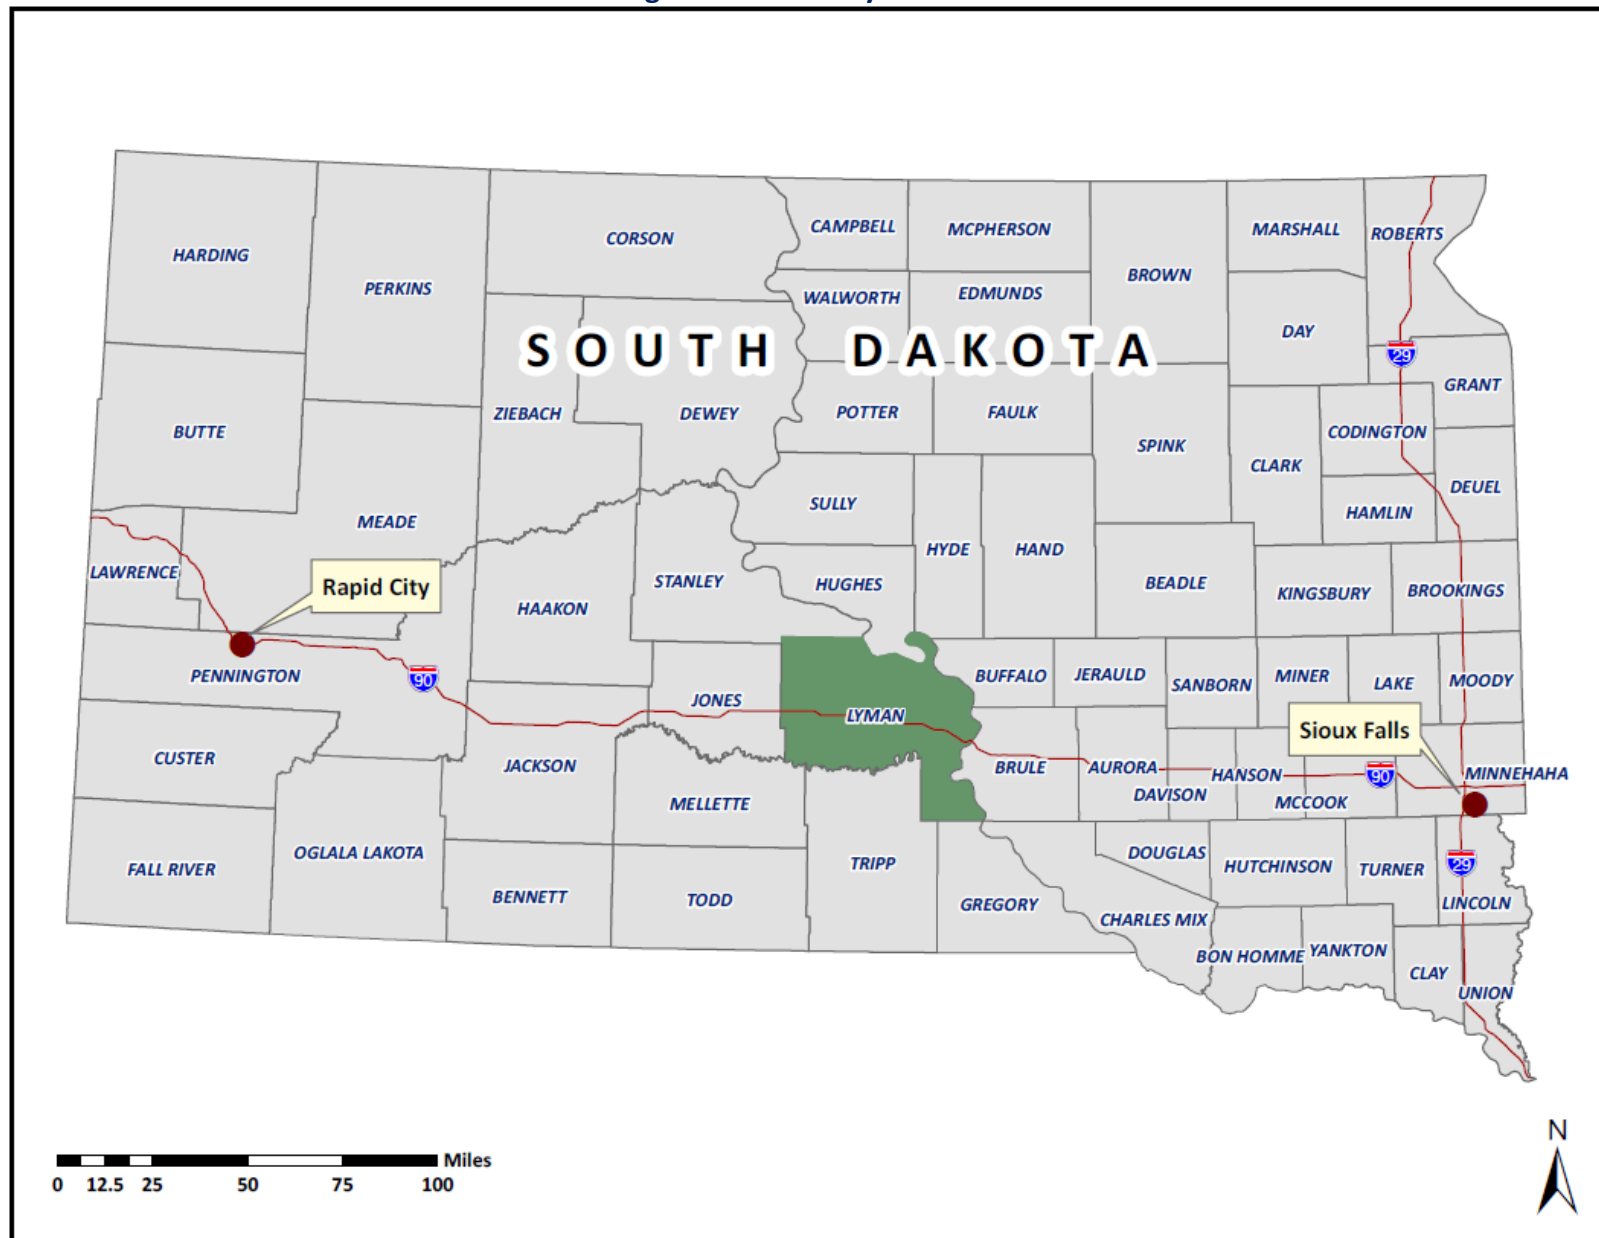 SOUTH DAKOTA
HARDING
PERKINS
CORSON
CAMPBELL
MCPHERSON
BROWN
MARSHALL
ROBERTS
WALWORTH
EDMUNDS
DAY
29
GRANT
BUTTE
ZIEBACH
DEWEY
POTTER
FAULK
SPINK
CLARK
CODINGTON
DEUEL
HAMLIN
MEADE
SULLY
HYDE
HAND
LAWRENCE
Rapid City
HAAKON
STANLEY
HUGHES
BEADLE
KINGSBURY
BROOKINGS
PENNINGTON
90
JONES
LYMAN
BUFFALO
JERAULD
SANBORN
MINER
LAKE
MOODY
Sioux Falls
CUSTER
JACKSON
MELLETTE
BRULE
AURORA
DAVISON
HANSON
MCCOOK
90
MINNEHAHA
FALL RIVER
OGLALA LAKOTA
BENNETT
TODD
TRIPP
GREGORY
DOUGLAS
CHARLES MIX
HUTCHINSON
TURNER
29
LINCOLN
BON HOMME
YANKTON
CLAY
UNION
N
Miles
0 12.5 25 50 75 100